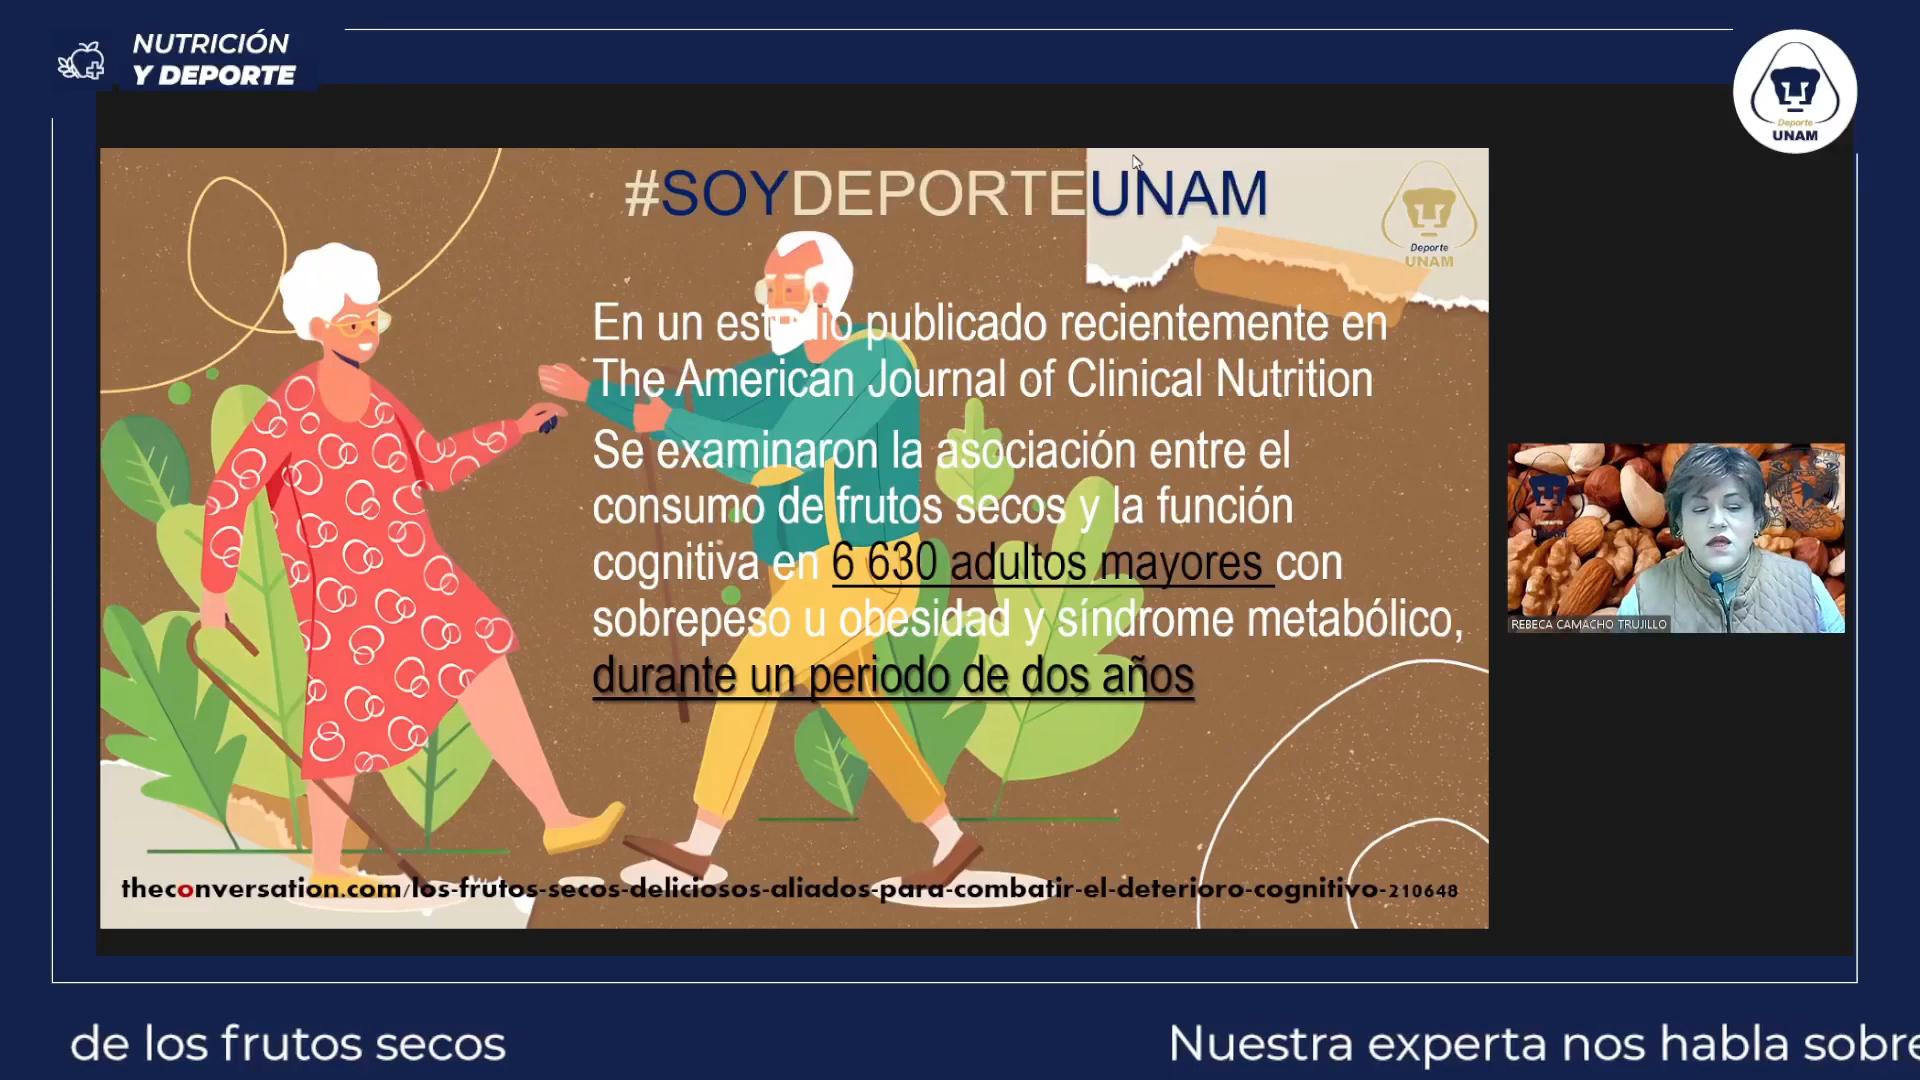 NUTRICIÓN
Y DEPORTE
Deporte
UNAM
#SOYDEPORTEUNAM
Deporte
UNAM
En un estudio publicado recientemente en
The American Journal of Clinical Nutrition
Se examinaron la asociación entre el
consumo de frutos secos y la función
cognitiva en 6 630 adultos mayores con
sobrepeso u obesidad y síndrome metabólico,
durante un periodo de dos años
theconversation.com/los-frutos-secos-deliciosos-aliados-para-combatir-el-deterioro-cognitivo-210648
REBECA CAMACHO TRUJILLO
de los frutos secos
Nuestra experta nos habla sobre